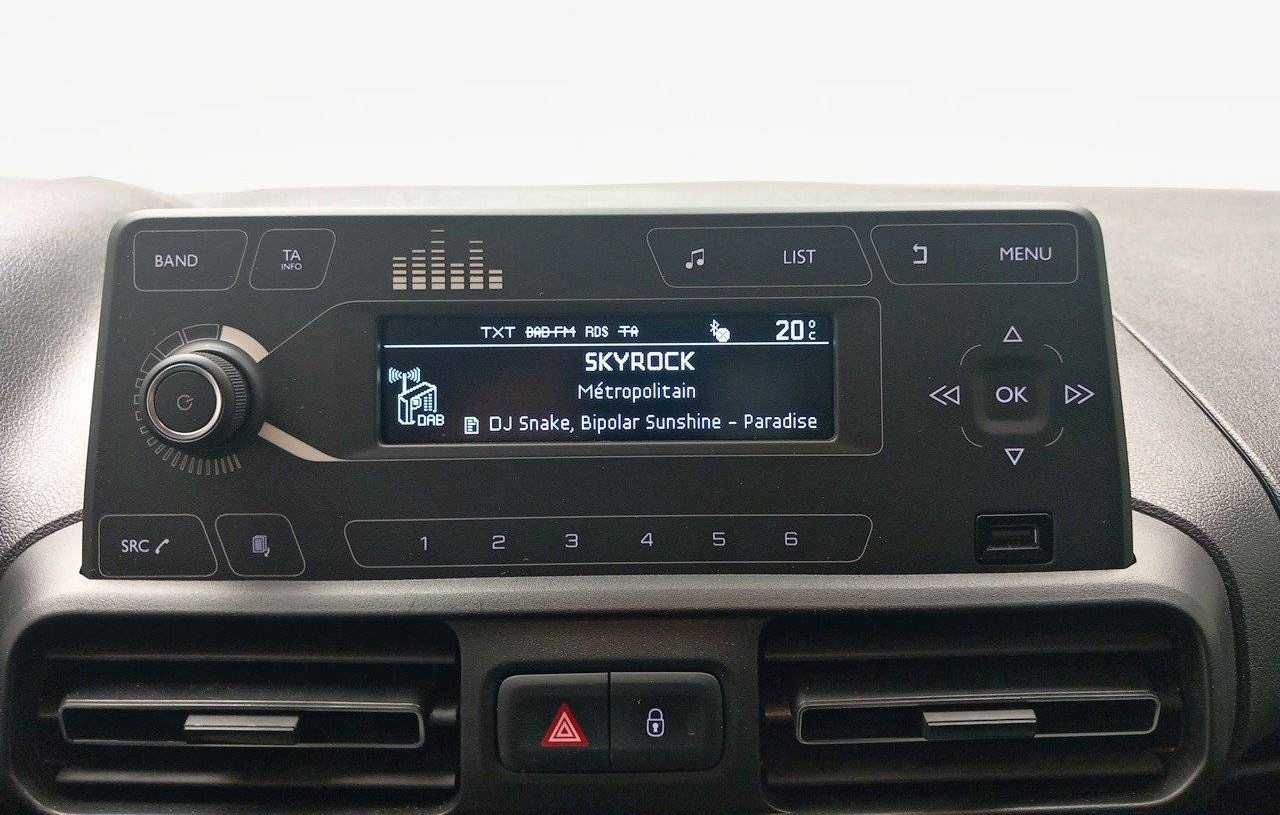 BAND
TA
INFO
LIST
MENU
TXT DAB-FM RDS TA
20°C
SKYROCK
Métropolitain
DAB
DJ Snake, Bipolar Sunshine - Paradise
OK
SRC
1 2 3 4 5 6